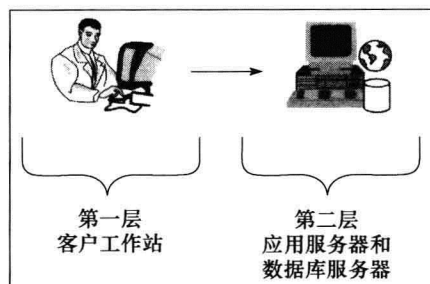 第一层
客户工作站
第二层
应用服务器和
数据库服务器